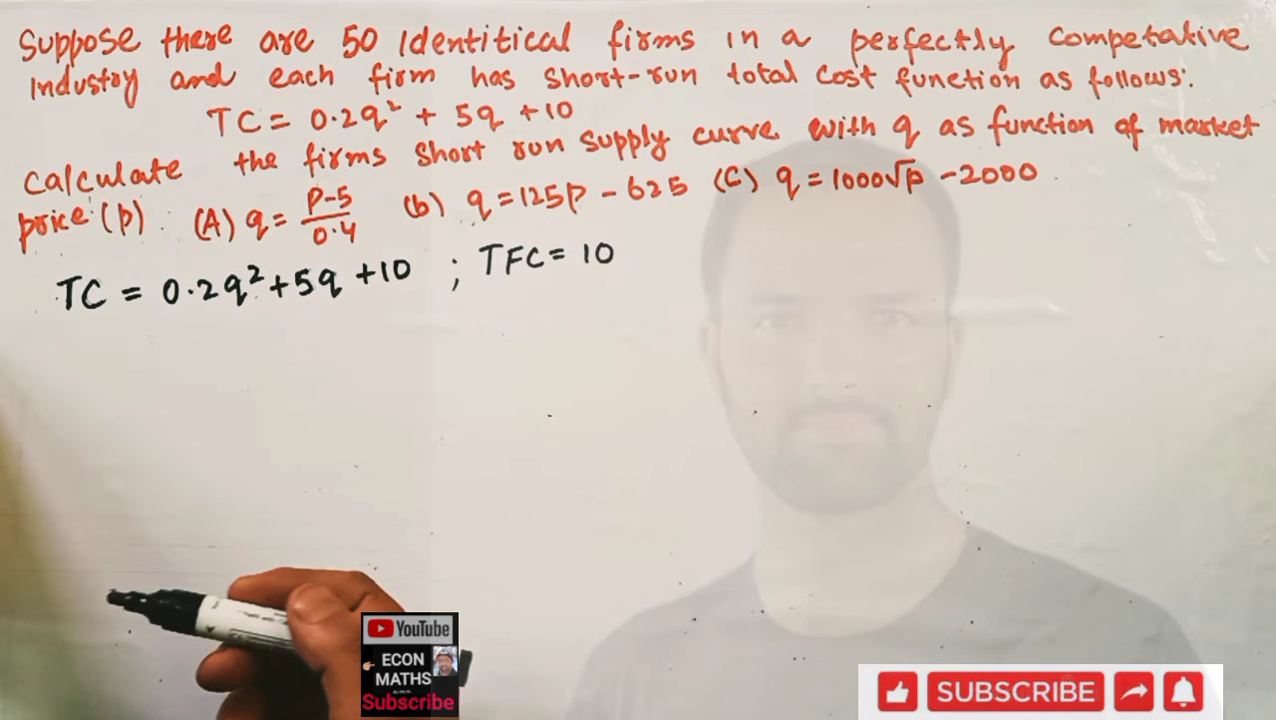 Suppose there are 50 Identitical firms in a perfectly competative
Industry and each firm has short-run total cost function as follows:
TC = 0.2q² + 5q + 10
Calculate the firms short run supply curve with q as function of market
price (p). (A) q = P-5/0.4 (b) q = 125p - 625 (C) q = 1000√p - 2000
TC = 0.2q² + 5q + 10 ; TFC = 10
YouTube
ECON
MATHS
Subscribe
SUBSCRIBE